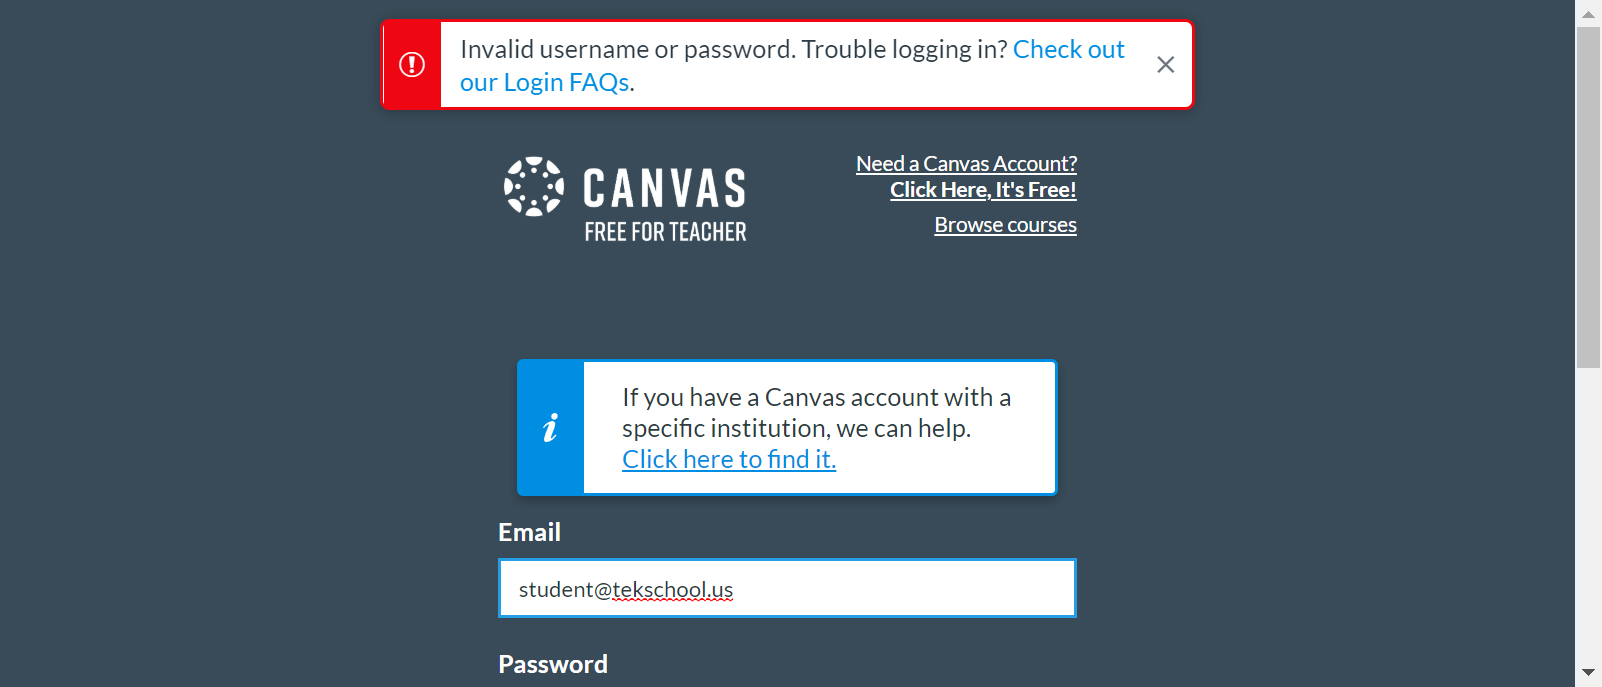 Invalid username or password. Trouble logging in? Check out
our Login FAQs.
CANVAS
FREE FOR TEACHER
Need a Canvas Account?
Click Here, It's Free!
Browse courses
If you have a Canvas account with a
specific institution, we can help.
Click here to find it.
Email
student@tekschool.us
Password